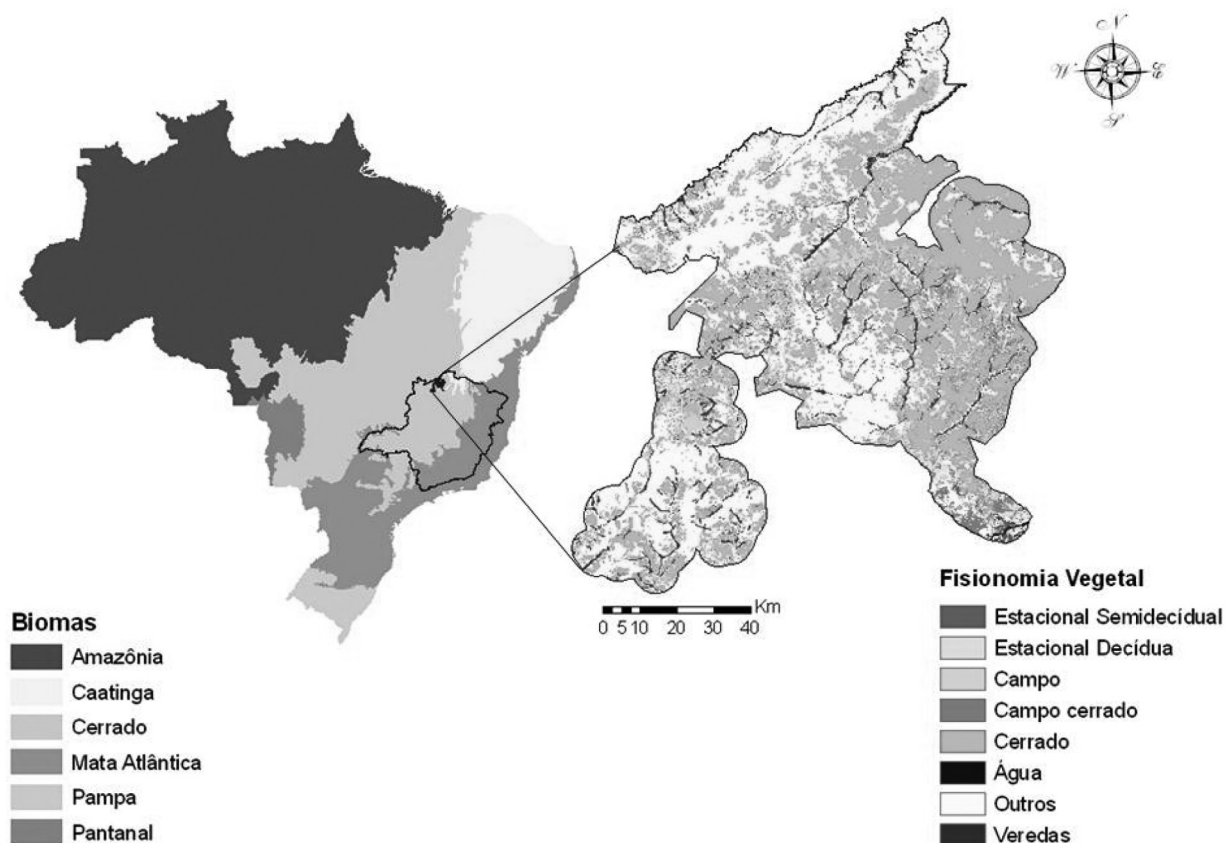 N
W E
S
Biomas
Amazônia
Caatinga
Cerrado
Mata Atlântica
Pampa
Pantanal
Km
0 5 10 20 30 40
Fisionomia Vegetal
Estacional Semidecídual
Estacional Decídua
Campo
Campo cerrado
Cerrado
Água
Outros
Veredas